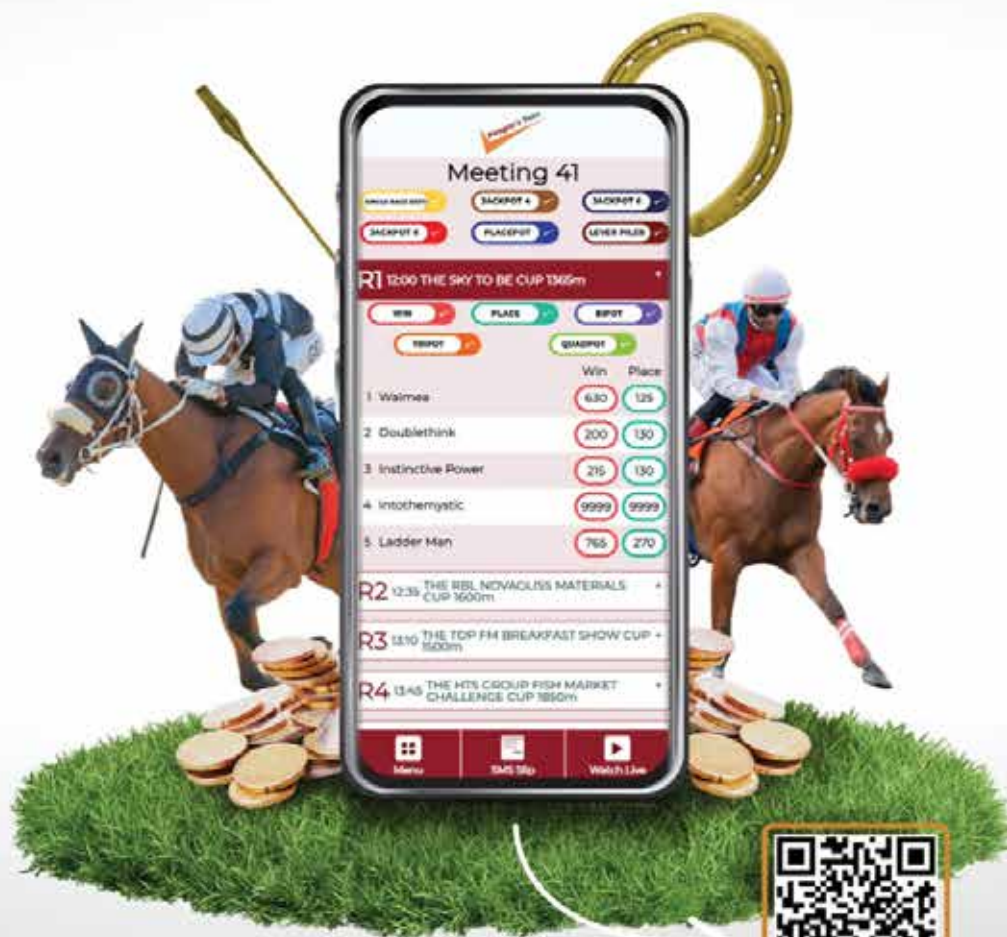 Meeting 41
JACKPOT 4
JACKPOT 6
JACKPOT 8
PLACEPOT
R1 12:00 THE SKY TO BE CUP 1365m
WIN
PLACE
BIPOT
TRIPOT
QUADPOT
Win Place
1 Waimea 630 125
2 Doublethink 200 130
3 Instinctive Power 215 130
4 Intothemystic 9999 9999
5 Ladder Man 765 270
R2 12:35 THE RBL NOVAGLISS MATERIALS
CUP 1600m
R3 13:10 THE TOP FM BREAKFAST SHOW CUP
1500m
R4 13:45 THE HTS GROUP FISH MARKET
CHALLENGE CUP 1850m
Menu
SMS Slip
Watch Live